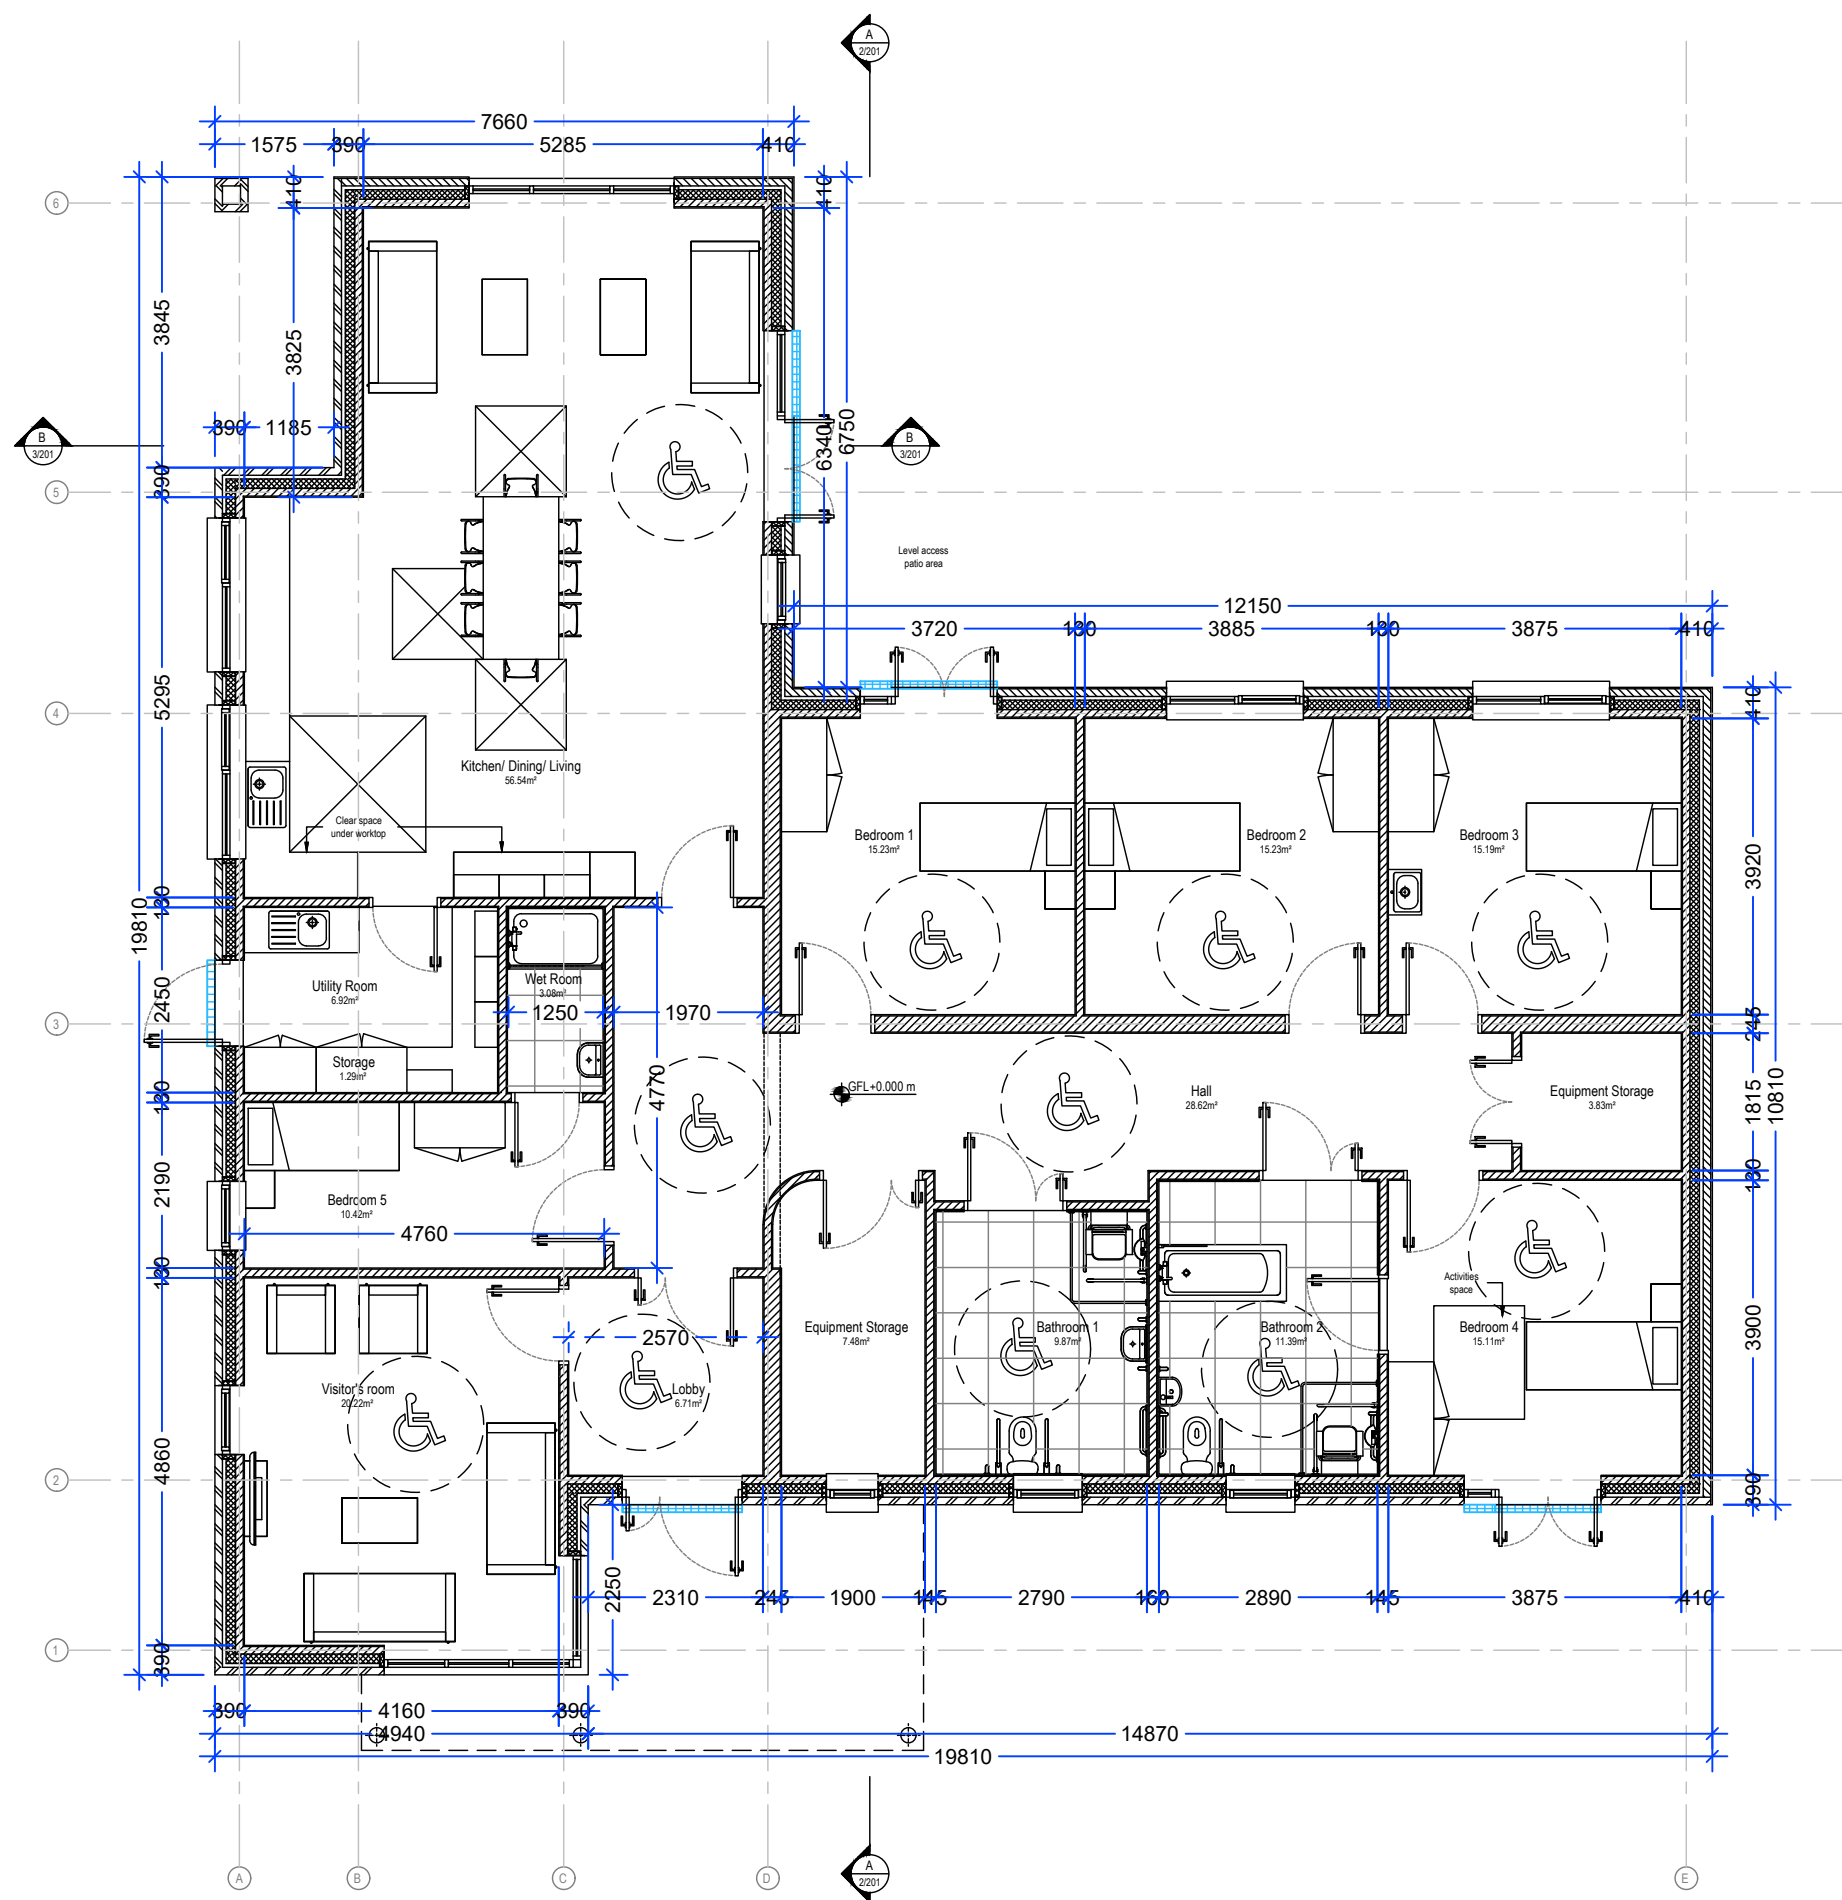 A
2/201
7660
1575
390
5285
410
6
410
410
3845
3825
6340
6750
B
3/201
390
1185
B
3/201
390
5
Level access
patio area
12150
3720
130
3885
130
3875
410
5295
4
410
Kitchen/ Dining/ Living
56.54m²
Clear space
under worktop
Bedroom 1
15.23m²
Bedroom 2
15.23m²
Bedroom 3
15.19m²
3920
130
19810
Utility Room
6.92m²
Wet Room
3.08m²
2450
1250
1970
3
245
Storage
1.29m²
4770
GFL+0.000 m
Hall
28.62m²
Equipment Storage
3.83m²
1815
10810
130
2190
Bedroom 5
10.42m²
130
4760
130
Activities
space
2570
Equipment Storage
7.48m²
Bathroom 1
9.87m²
Bathroom 2
11.39m²
Bedroom 4
15.11m²
3900
Visitor's room
20.22m²
Lobby
6.71m²
4860
2
390
2250
2310
245
1900
145
2790
160
2890
145
3875
410
1
390
390
4160
390
4940
14870
19810
A
B
C
D
E
A
2/201